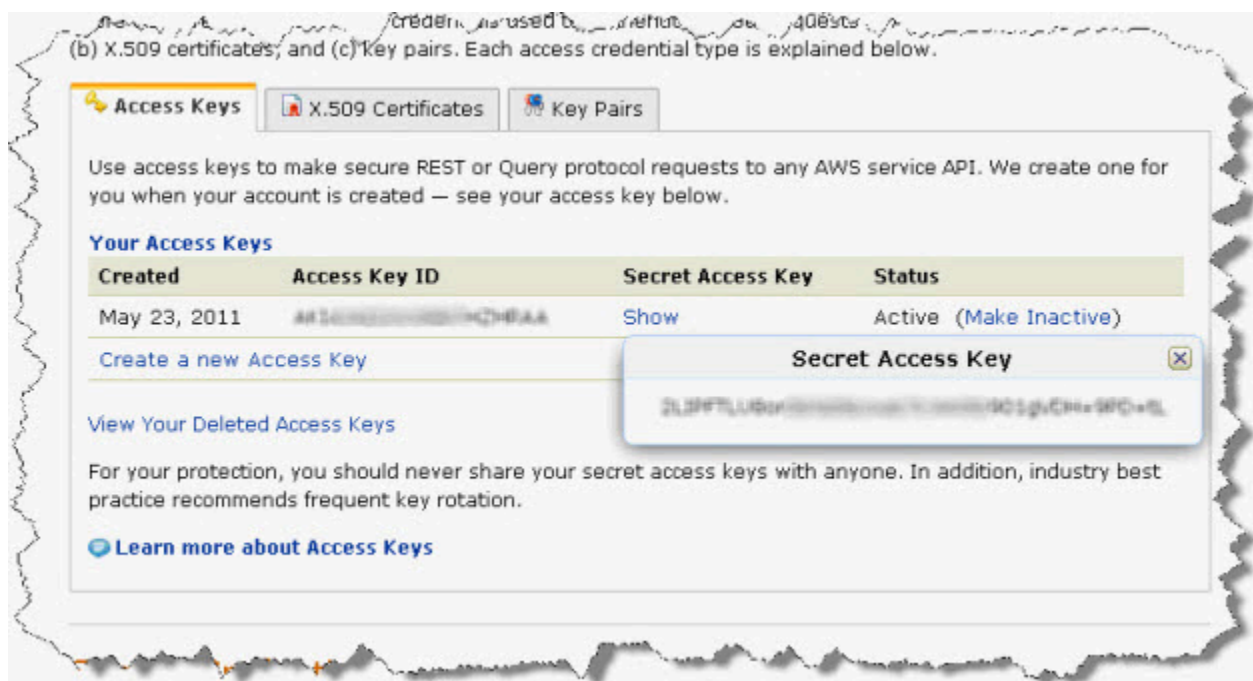 (b) X.509 certificates, and (c) key pairs. Each access credential type is explained below.
Access Keys
X.509 Certificates
Key Pairs
Use access keys to make secure REST or Query protocol requests to any AWS service API. We create one for
you when your account is created — see your access key below.
Your Access Keys
Created Access Key ID Secret Access Key Status
May 23, 2011 Show Active (Make Inactive)
Create a new Access Key
Secret Access Key
View Your Deleted Access Keys
For your protection, you should never share your secret access keys with anyone. In addition, industry best
practice recommends frequent key rotation.
Learn more about Access Keys